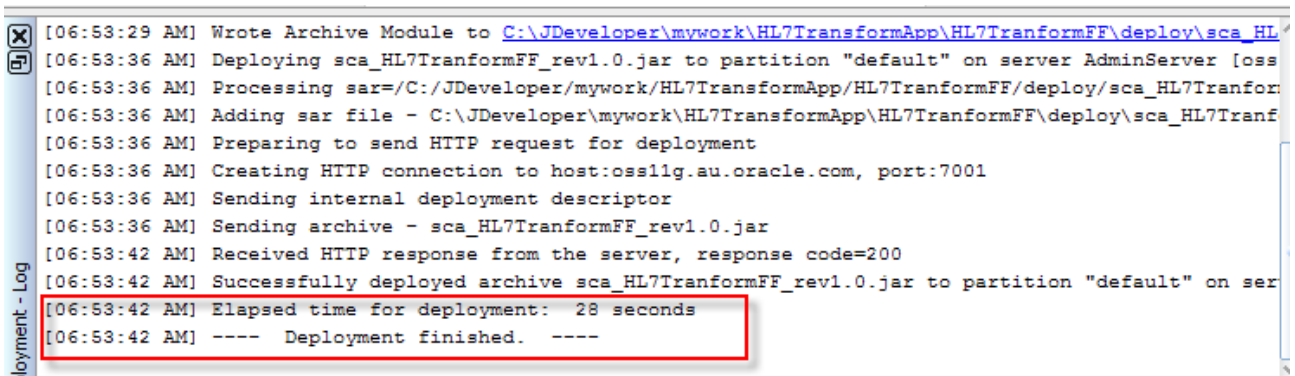 [06:53:29 AM] Wrote Archive Module to C:\JDeveloper\mywork\HL7TransformApp\HL7TranformFF\deploy\sca_HL
[06:53:36 AM] Deploying sca_HL7TranformFF_rev1.0.jar to partition "default" on server AdminServer [oss
[06:53:36 AM] Processing sar=/C:/JDeveloper/mywork/HL7TransformApp/HL7TranformFF/deploy/sca_HL7Tranfor
[06:53:36 AM] Adding sar file - C:\JDeveloper\mywork\HL7TransformApp\HL7TranformFF\deploy\sca_HL7Tranf
[06:53:36 AM] Preparing to send HTTP request for deployment
[06:53:36 AM] Creating HTTP connection to host:oss11g.au.oracle.com, port:7001
[06:53:36 AM] Sending internal deployment descriptor
[06:53:36 AM] Sending archive - sca_HL7TranformFF_rev1.0.jar
[06:53:42 AM] Received HTTP response from the server, response code=200
[06:53:42 AM] Successfully deployed archive sca_HL7TranformFF_rev1.0.jar to partition "default" on ser
[06:53:42 AM] Elapsed time for deployment:  28 seconds
[06:53:42 AM] ----  Deployment finished.  ----
loyment - Log